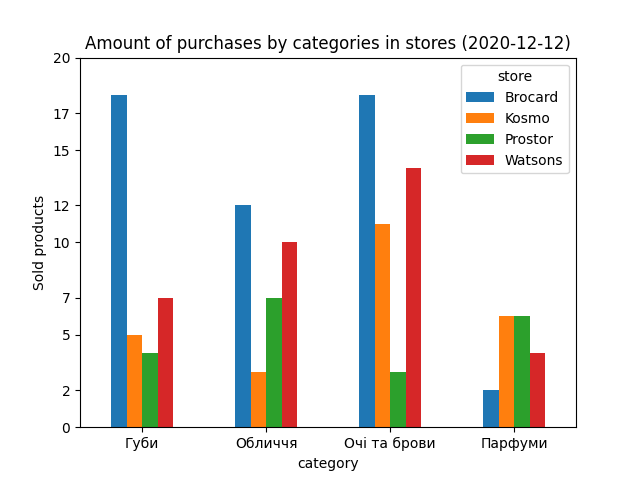 Amount of purchases by categories in stores (2020-12-12)
store
Brocard
Kosmo
Prostor
Watsons
Sold products
20
17
15
12
10
7
5
2
0
Губи Обличчя Очі та брови Парфуми
category